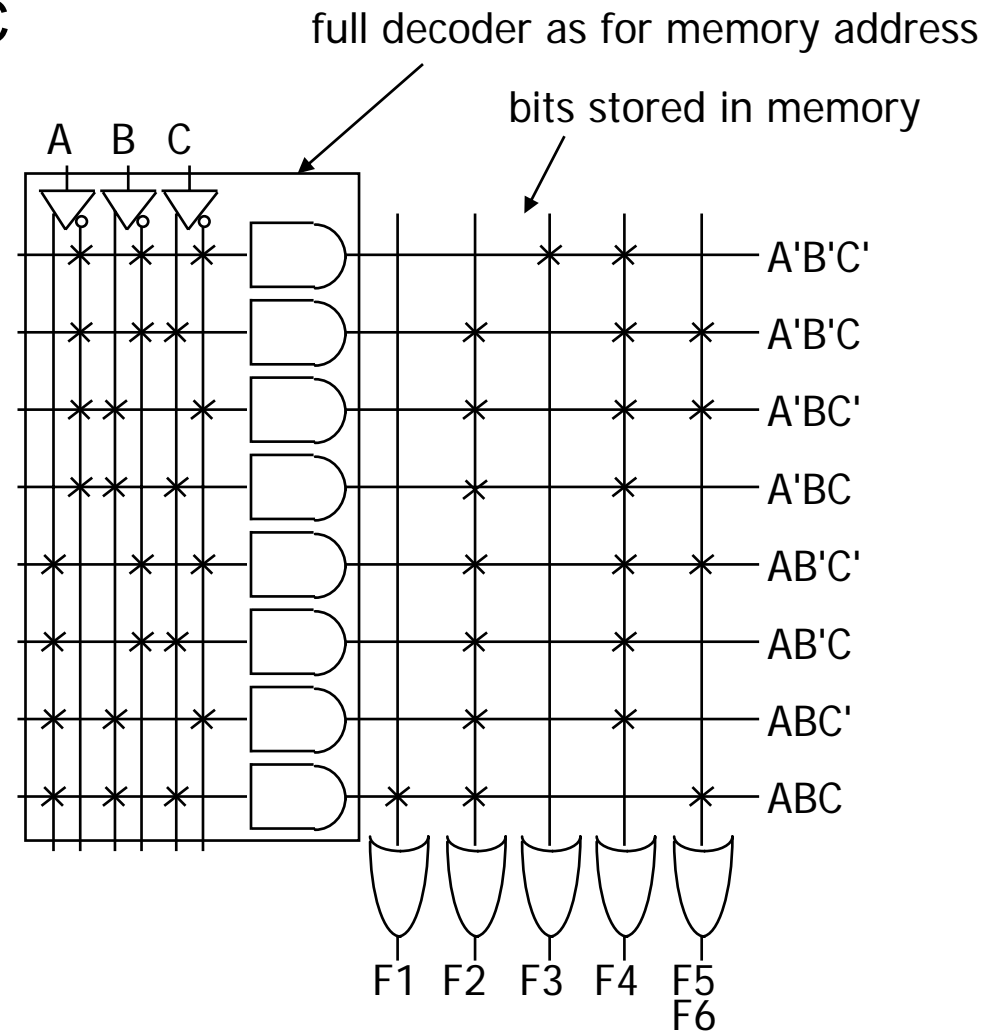 C
full decoder as for memory address
bits stored in memory
A B C
A'B'C'
A'B'C
A'BC'
A'BC
AB'C'
AB'C
ABC'
ABC
F1 F2 F3 F4 F5
F6